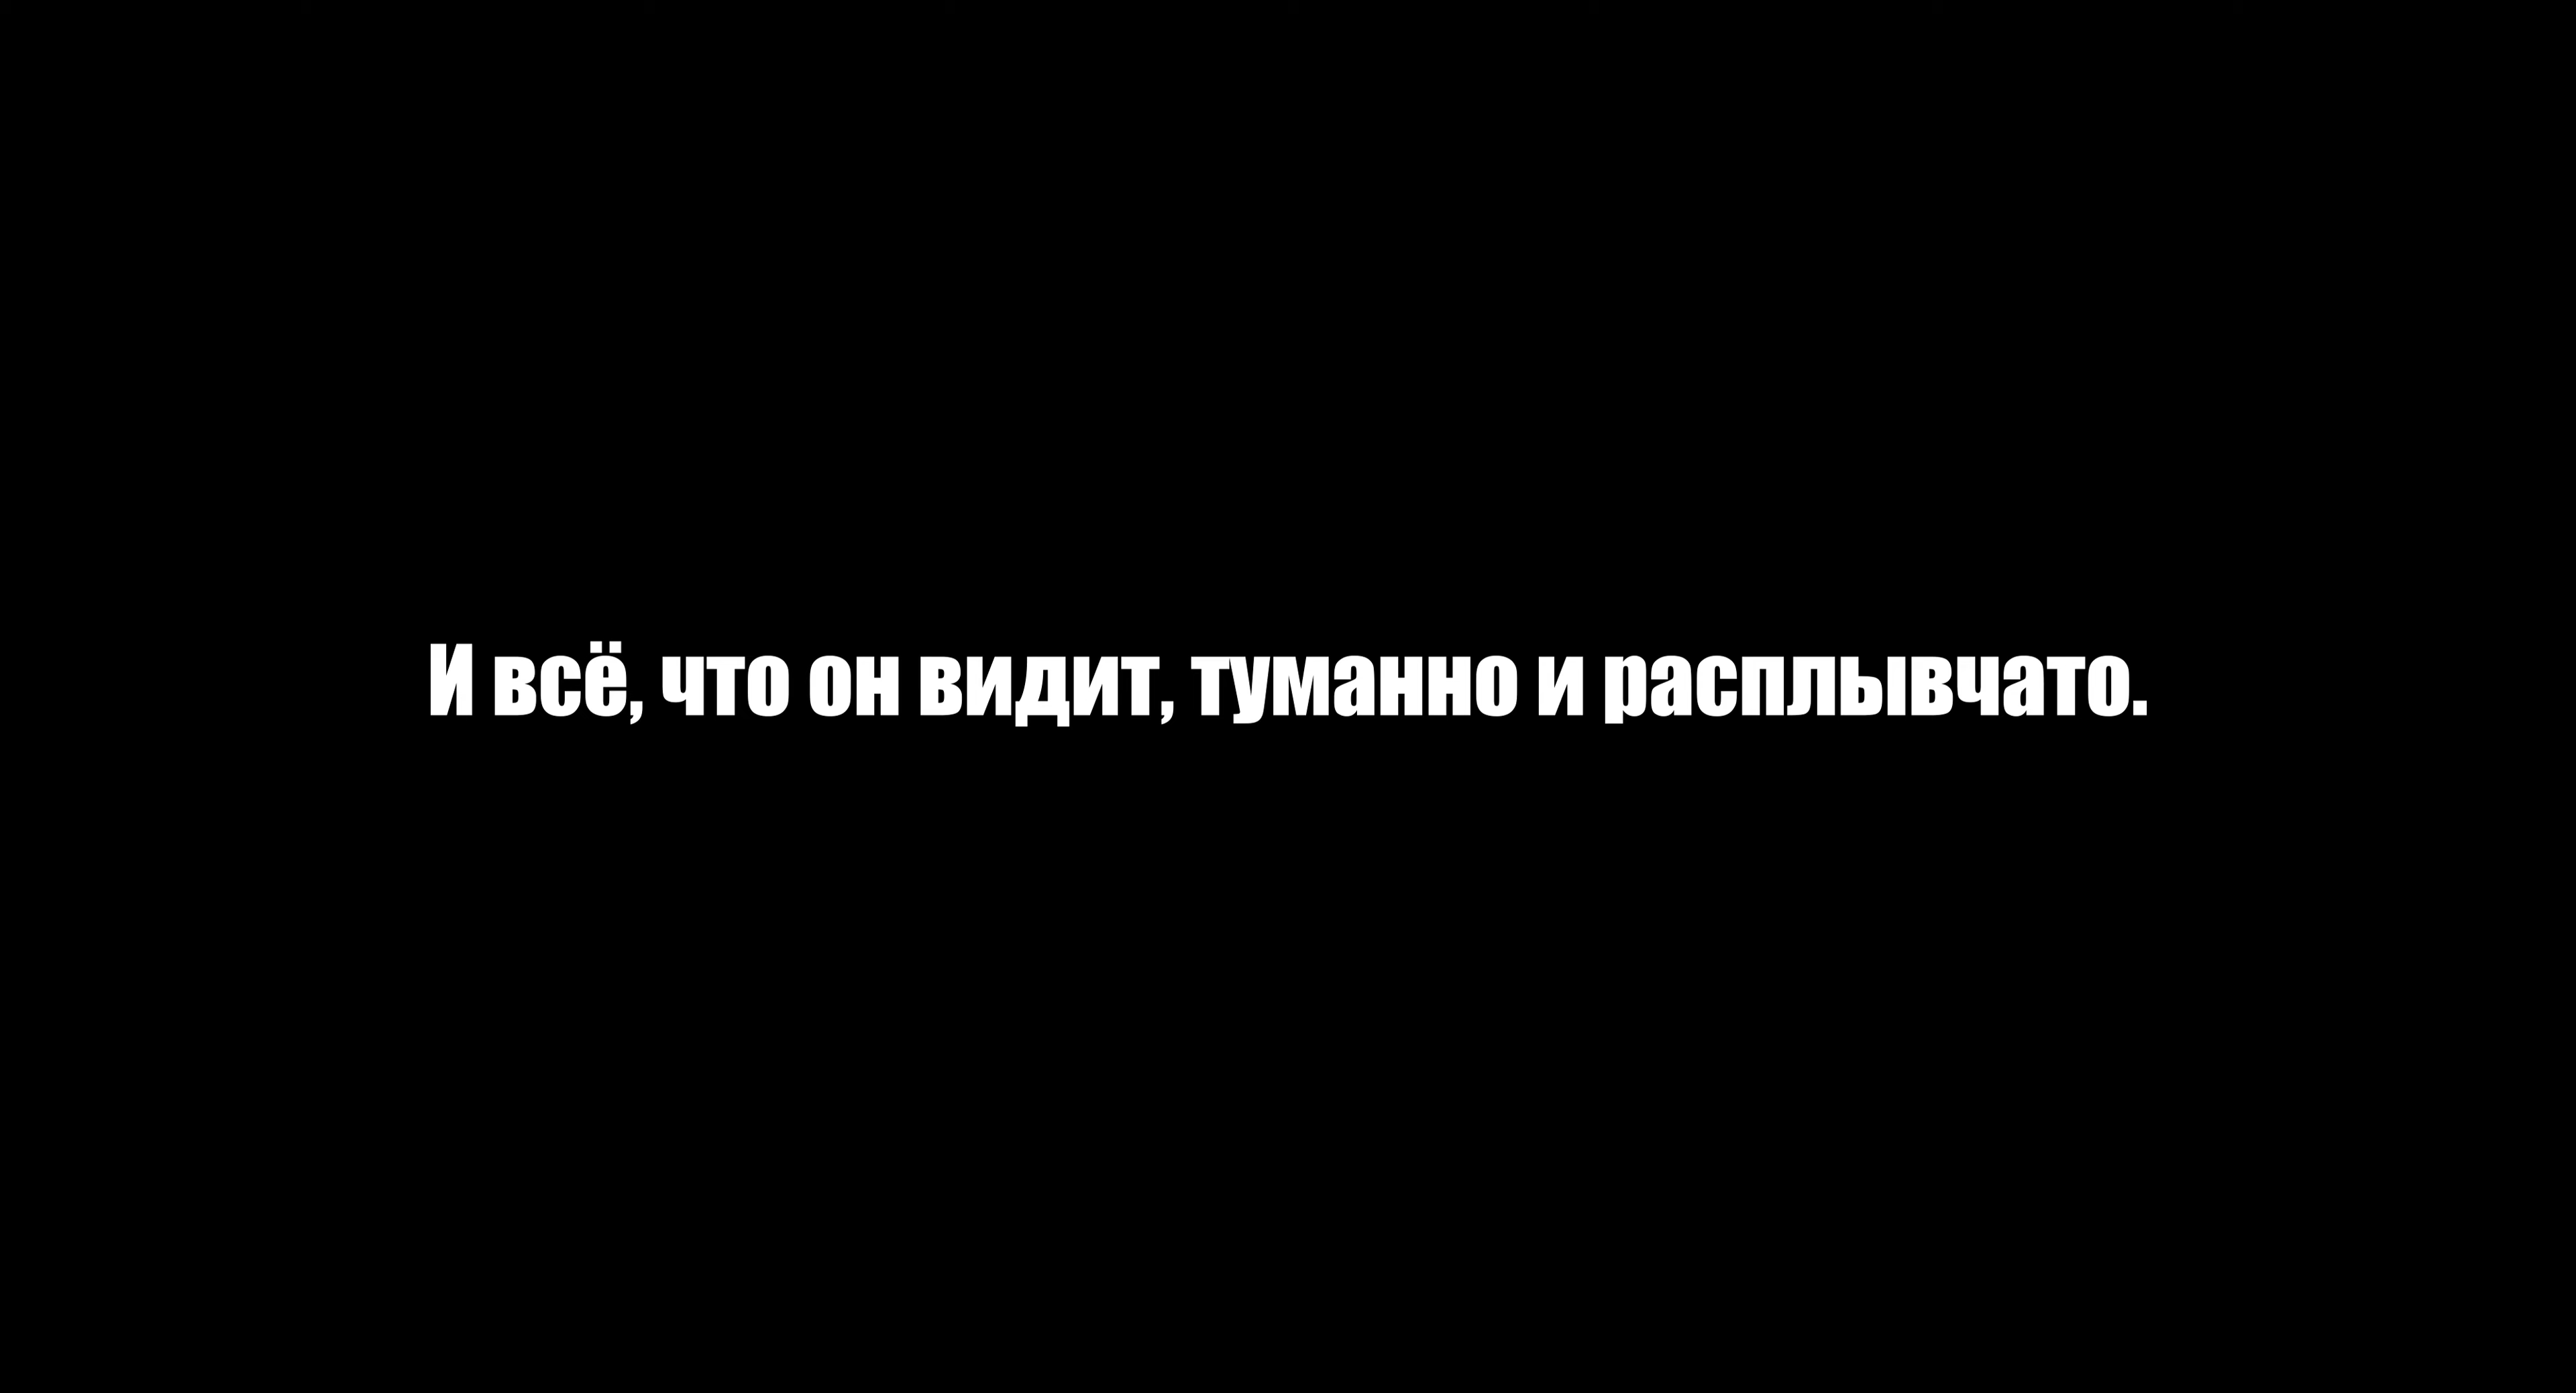 И всё, что он видит, туманно и расплывчато.